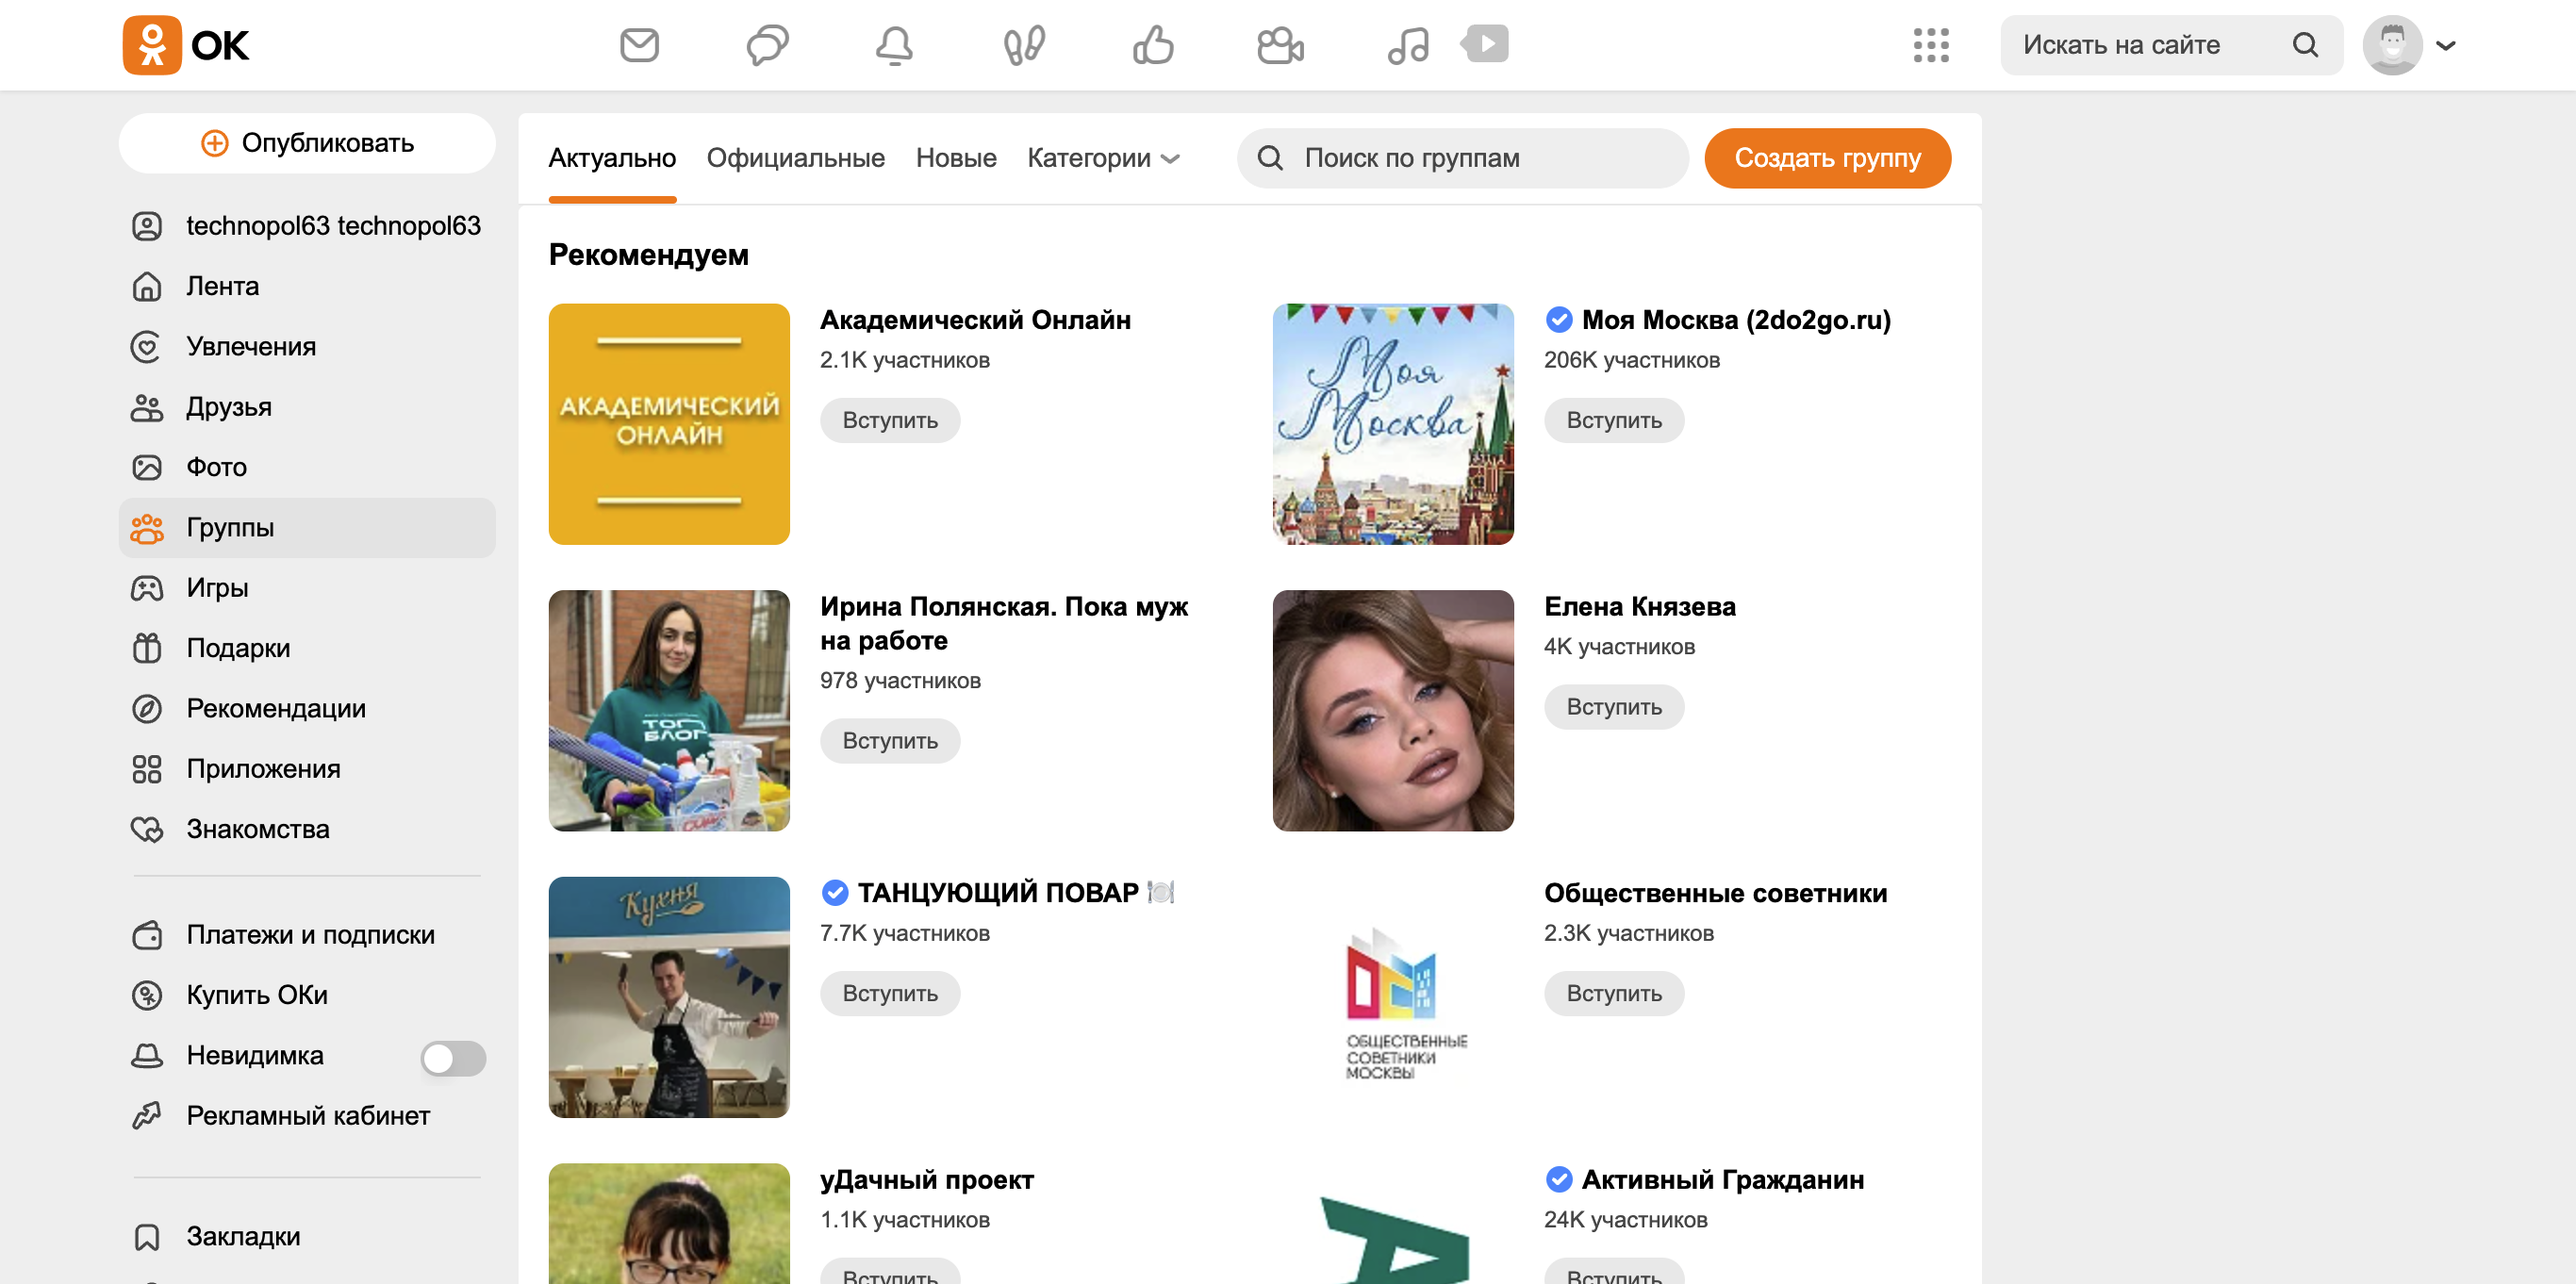 ОК
Искать на сайте
Опубликовать
technopol63 technopol63
Лента
Увлечения
Друзья
Фото
Группы
Игры
Подарки
Рекомендации
Приложения
Знакомства
Платежи и подписки
Купить ОКи
Невидимка
Рекламный кабинет
Закладки
Актуально
Официальные
Новые
Категории
Поиск по группам
Создать группу
Рекомендуем
АКАДЕМИЧЕСКИЙ
ОНЛАЙН
Академический Онлайн
2.1K участников
Вступить
Моя
Москва
Моя Москва (2do2go.ru)
206K участников
Вступить
ТОП
БЛОГ
Ирина Полянская. Пока муж
на работе
978 участников
Вступить
Елена Князева
4K участников
Вступить
Кухня
ТАНЦУЮЩИЙ ПОВАР 🍽
7.7K участников
Вступить
ОБЩЕСТВЕННЫЕ
СОВЕТНИКИ
МОСКВЫ
Общественные советники
2.3K участников
Вступить
уДачный проект
1.1K участников
Вступить
Активный Гражданин
24K участников
Вступить